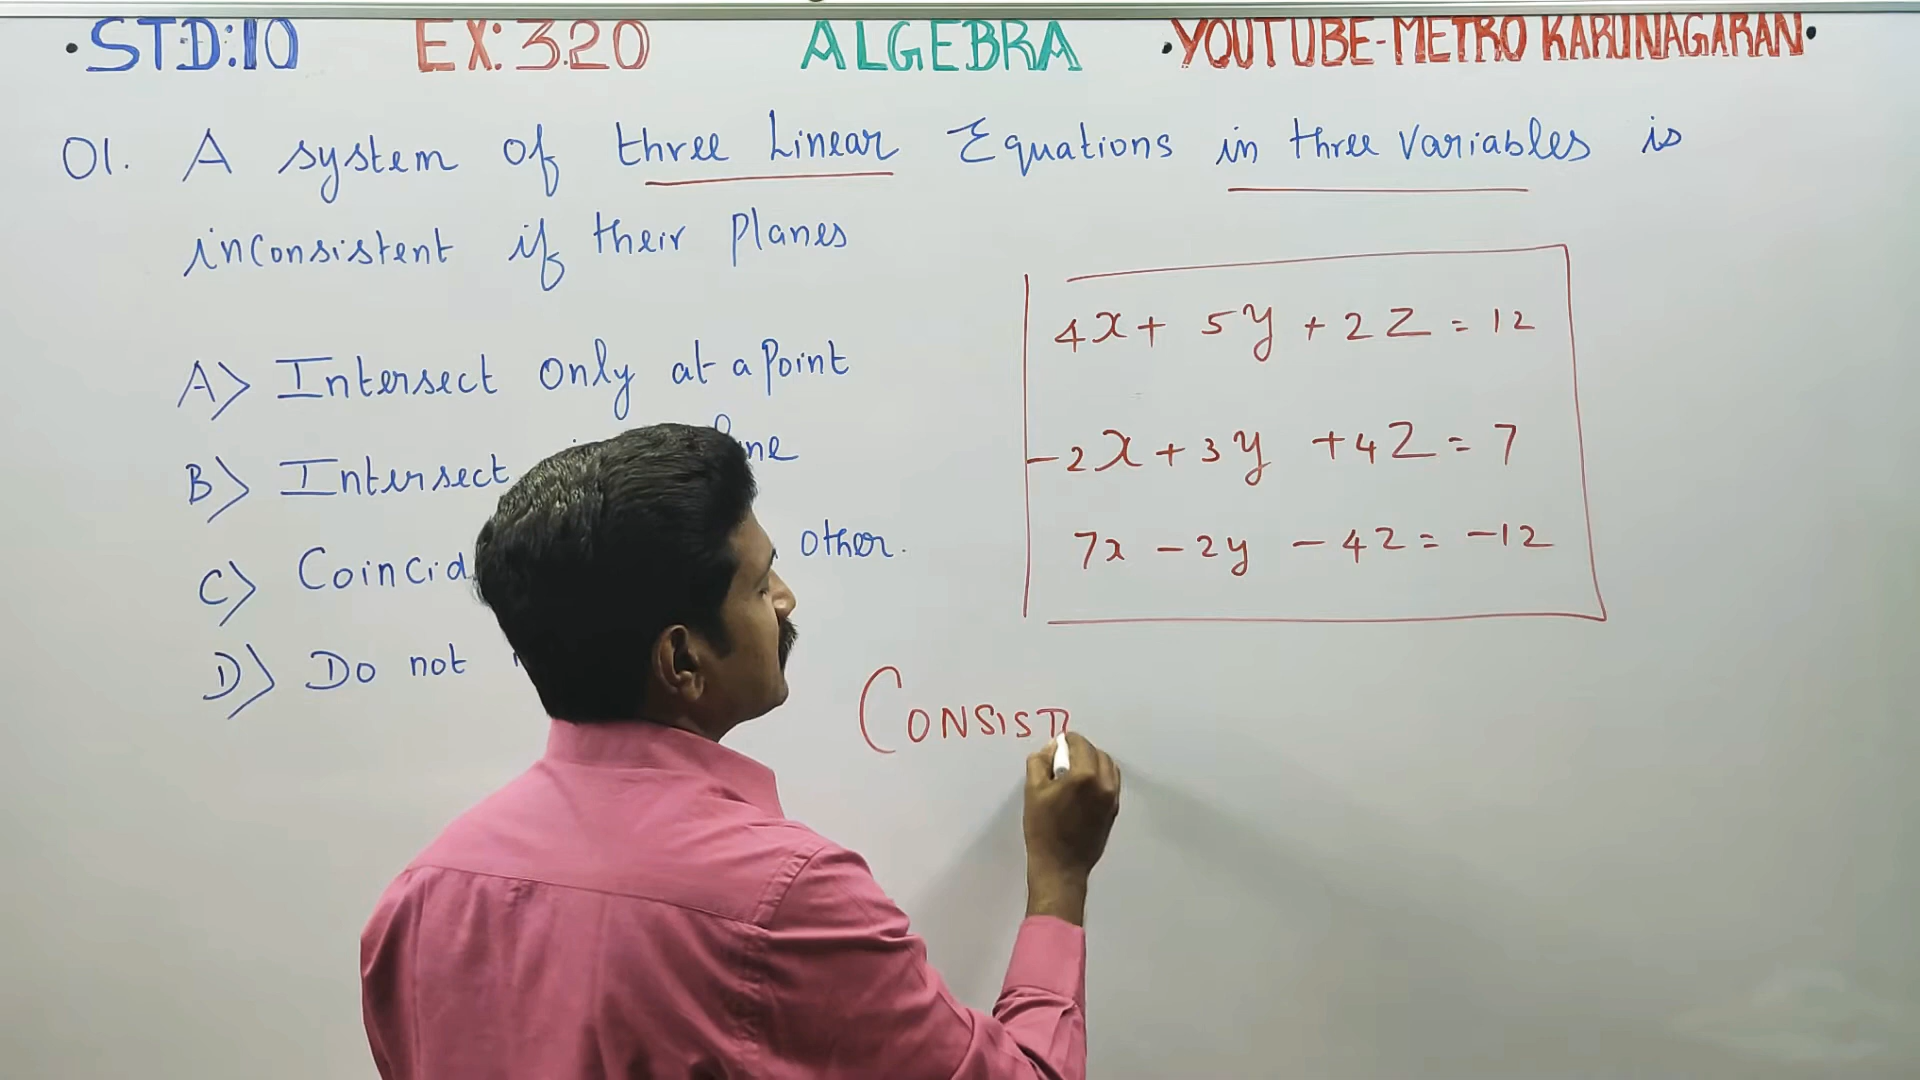 • STD:10 EX: 3.20 ALGEBRA • YOUTUBE-METRO KARUNAGARAN •
01. A system of three Linear Equations in three variables is
inconsistent if their planes
A) Intersect only at a Point
B) Intersect
C) Coincid other.
D) Do not
4x + 5y + 2z = 12
-2x + 3y + 4z = 7
7x - 2y - 4z = -12
CONSIST